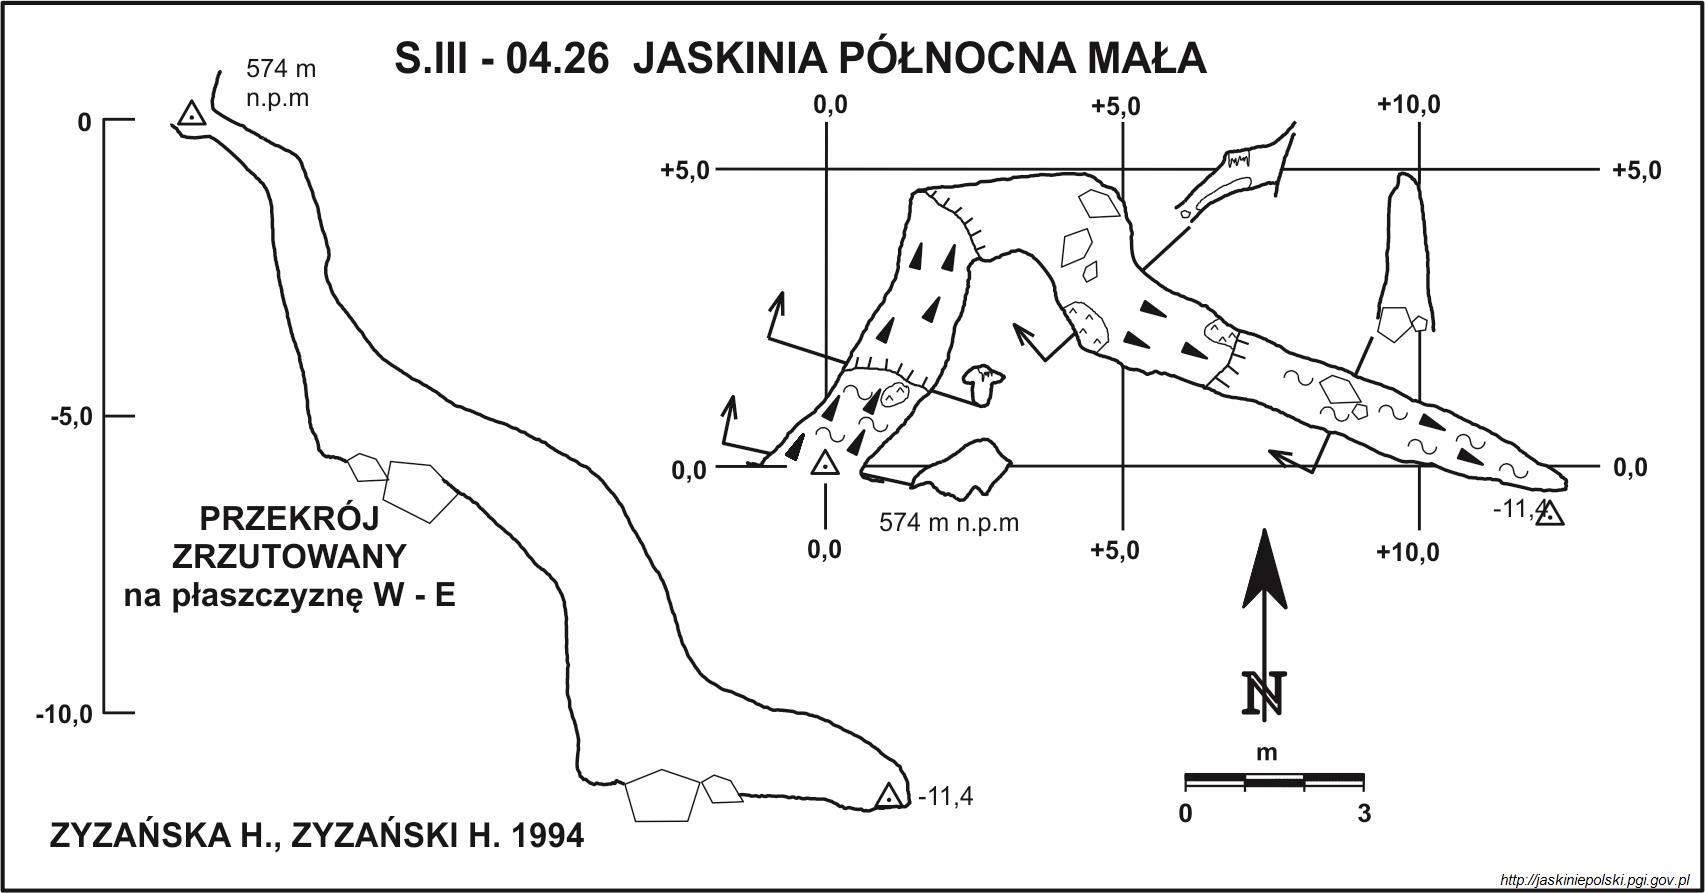 S.III - 04.26 JASKINIA PÓŁNOCNA MAŁA
574 m
n.p.m
0
-5,0
-10,0
PRZEKRÓJ
ZRZUTOWANY
na płaszczyznę W - E
-11,4
ZYZAŃSKA H., ZYZAŃSKI H. 1994
0,0 +5,0 +10,0
+5,0 +5,0
0,0 0,0
574 m n.p.m
-11,4
0,0 +5,0 +10,0
N
m
0 3
http://jaskiniepolski.pgi.gov.pl